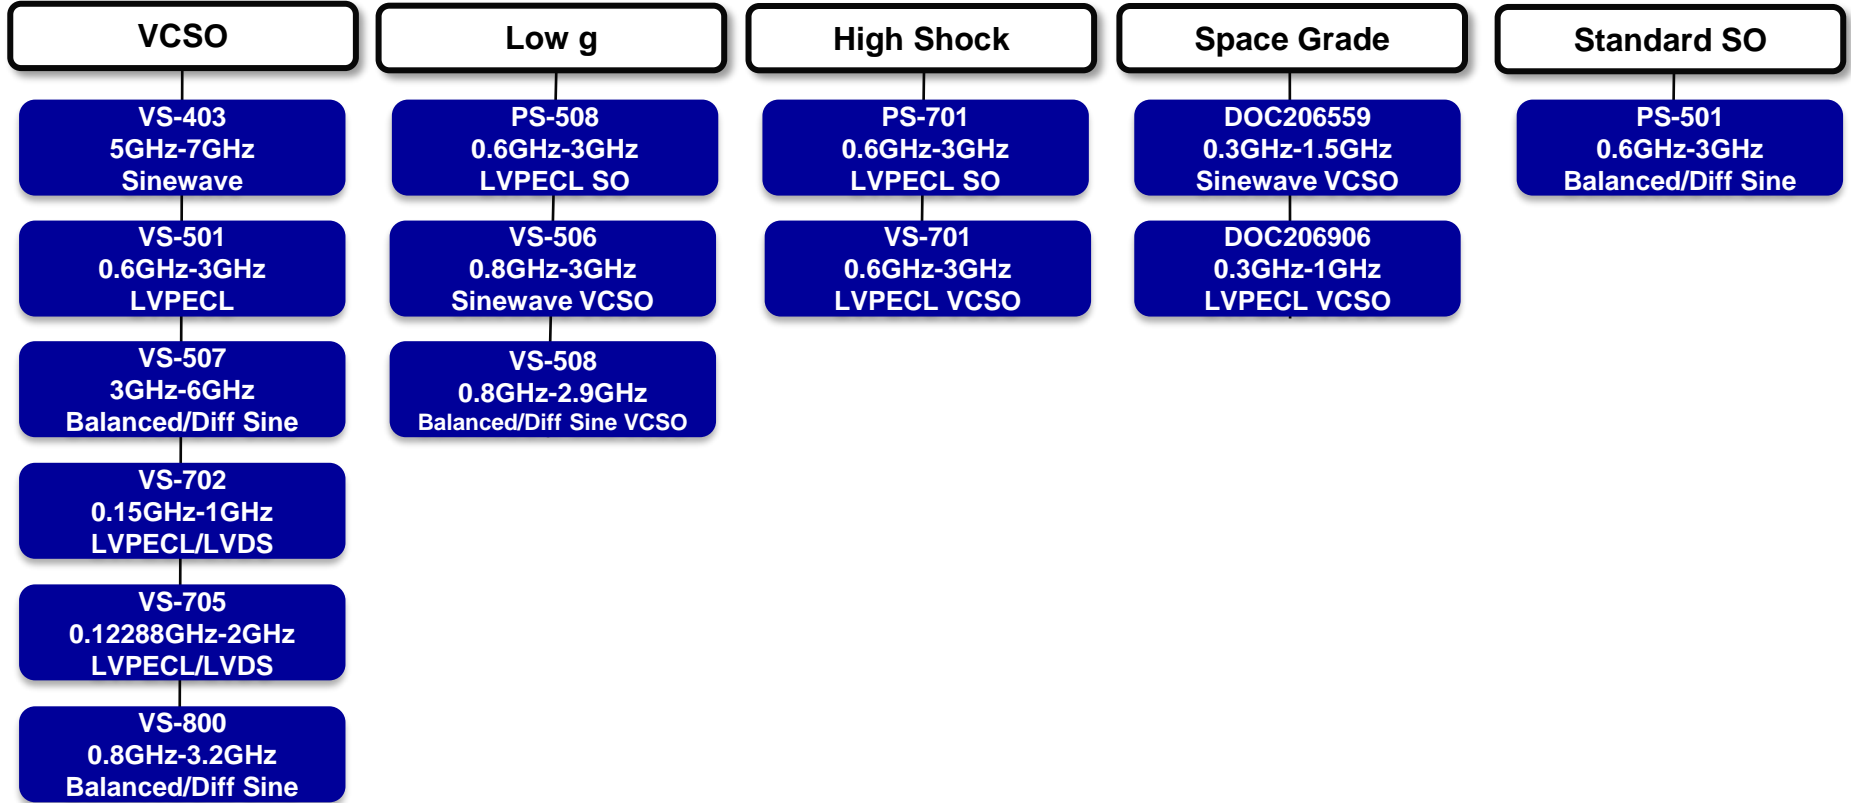 VCSO
VS-403
5GHz-7GHz
Sinewave
VS-501
0.6GHz-3GHz
LVPECL
VS-507
3GHz-6GHz
Balanced/Diff Sine
VS-702
0.15GHz-1GHz
LVPECL/LVDS
VS-705
0.12288GHz-2GHz
LVPECL/LVDS
VS-800
0.8GHz-3.2GHz
Balanced/Diff Sine
Low g
PS-508
0.6GHz-3GHz
LVPECL SO
VS-506
0.8GHz-3GHz
Sinewave VCSO
VS-508
0.8GHz-2.9GHz
Balanced/Diff Sine VCSO
High Shock
PS-701
0.6GHz-3GHz
LVPECL SO
VS-701
0.6GHz-3GHz
LVPECL VCSO
Space Grade
DOC206559
0.3GHz-1.5GHz
Sinewave VCSO
DOC206906
0.3GHz-1GHz
LVPECL VCSO
Standard SO
PS-501
0.6GHz-3GHz
Balanced/Diff Sine